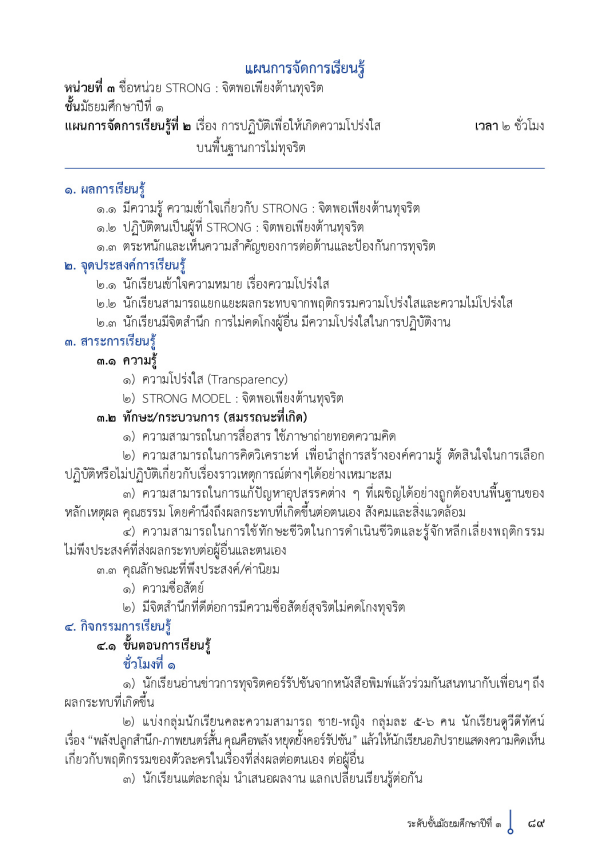 แผนการจัดการเรียนรู้
หน่วยที่ ๓ ชื่อหน่วย STRONG : จิตพอเพียงต้านทุจริต
ชั้นมัธยมศึกษาปีที่ ๑
แผนการจัดการเรียนรู้ที่ ๒ เรื่อง การปฏิบัติเพื่อให้เกิดความโปร่งใส เวลา ๒ ชั่วโมง
บนพื้นฐานการไม่ทุจริต
๑. ผลการเรียนรู้
๑.๑ มีความรู้ ความเข้าใจเกี่ยวกับ STRONG : จิตพอเพียงต้านทุจริต
๑.๒ ปฏิบัติตนเป็นผู้ที่ STRONG : จิตพอเพียงต้านทุจริต
๑.๓ ตระหนักและเห็นความสำคัญของการต่อต้านและป้องกันการทุจริต
๒. จุดประสงค์การเรียนรู้
๒.๑ นักเรียนเข้าใจความหมาย เรื่องความโปร่งใส
๒.๒ นักเรียนสามารถแยกแยะผลกระทบจากพฤติกรรมความโปร่งใสและความไม่โปร่งใส
๒.๓ นักเรียนมีจิตสำนึก การไม่คดโกงผู้อื่น มีความโปร่งใสในการปฏิบัติงาน
๓. สาระการเรียนรู้
๓.๑ ความรู้
๑) ความโปร่งใส (Transparency)
๒) STRONG MODEL : จิตพอเพียงต้านทุจริต
๓.๒ ทักษะ/กระบวนการ (สมรรถนะที่เกิด)
๑) ความสามารถในการสื่อสาร ใช้ภาษาถ่ายทอดความคิด
๒) ความสามารถในการคิดวิเคราะห์ เพื่อนำสู่การสร้างองค์ความรู้ ตัดสินใจในการเลือก
ปฏิบัติหรือไม่ปฏิบัติเกี่ยวกับเรื่องราวเหตุการณ์ต่างๆได้อย่างเหมาะสม
๓) ความสามารถในการแก้ปัญหาอุปสรรคต่าง ๆ ที่เผชิญได้อย่างถูกต้องบนพื้นฐานของ
หลักเหตุผล คุณธรรม โดยคำนึงถึงผลกระทบที่เกิดขึ้นต่อตนเอง สังคมและสิ่งแวดล้อม
๔) ความสามารถในการใช้ทักษะชีวิตในการดำเนินชีวิตและรู้จักหลีกเลี่ยงพฤติกรรม
ไม่พึงประสงค์ที่ส่งผลกระทบต่อผู้อื่นและตนเอง
๓.๓ คุณลักษณะที่พึงประสงค์/ค่านิยม
๑) ความซื่อสัตย์
๒) มีจิตสำนึกที่ดีต่อการมีความซื่อสัตย์สุจริตไม่คดโกงทุจริต
๔. กิจกรรมการเรียนรู้
๔.๑ ขั้นตอนการเรียนรู้
ชั่วโมงที่ ๑
๑) นักเรียนอ่านข่าวการทุจริตคอร์รัปชันจากหนังสือพิมพ์แล้วร่วมกันสนทนากับเพื่อนๆ ถึง
ผลกระทบที่เกิดขึ้น
๒) แบ่งกลุ่มนักเรียนคละความสามารถ ชาย-หญิง กลุ่มละ ๕-๖ คน นักเรียนดูวีดีทัศน์
เรื่อง “พลังปลูกสำนึก-ภาพยนตร์สั้น คุณคือพลัง หยุดยั้งคอร์รัปชัน” แล้วให้นักเรียนอภิปรายแสดงความคิดเห็น
เกี่ยวกับพฤติกรรมของตัวละครในเรื่องที่ส่งผลต่อตนเอง ต่อผู้อื่น
๓) นักเรียนแต่ละกลุ่ม นำเสนอผลงาน แลกเปลี่ยนเรียนรู้ต่อกัน
ระดับชั้นมัธยมศึกษาปีที่ ๑ ๘๙